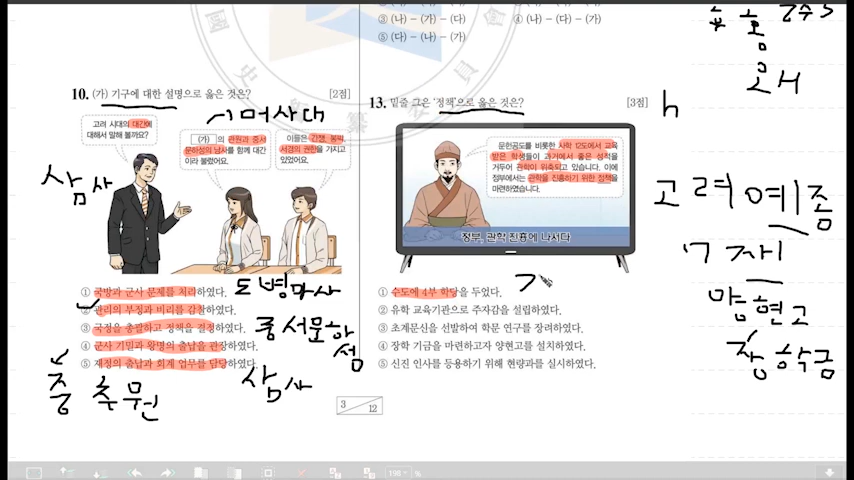 ③ (나) – (가) – (다)
④ (나) – (다) – (가)
⑤ (다) – (나) – (가)
10. (가) 기구에 대한 설명으로 옳은 것은?
[2점]
어사대
고려 시대의 대간에
대해서 말해 볼까요?
(가) 의 관원과 중서
문하성의 낭사를 함께 대간
이라 불렀어요.
이들은 간쟁, 봉박,
서경의 권한을 가지고
있었어요.
삼사
① 국방과 군사 문제를 처리하였다.
도병마사
② 관리의 부정과 비리를 감찰하였다.
③ 국정을 총괄하고 정책을 결정하였다.
중서문하성
④ 군사 기밀과 왕명의 출납을 관장하였다.
⑤ 재정의 출납과 회계 업무를 담당하였다.
삼사
중추원
3
12
13. 밑줄 그은 '정책'으로 옳은 것은?
[3점]
문헌공도를 비롯한 사학 12도에서 교육
받은 학생들이 과거에서 좋은 성적을
거두어 관학이 위축되고 있습니다. 이에
정부에서는 관학을 진흥하기 위한 정책을
마련하였습니다.
정부, 관학 진흥에 나서다
① 수도에 4부 학당을 두었다.
② 유학 교육기관으로 주자감을 설립하였다.
③ 초계문신을 선발하여 학문 연구를 장려하였다.
④ 장학 기금을 마련하고자 양현고를 설치하였다.
⑤ 신진 인사를 등용하기 위해 현량과를 실시하였다.
고려 예종
7재
양현고
장학금
198
%